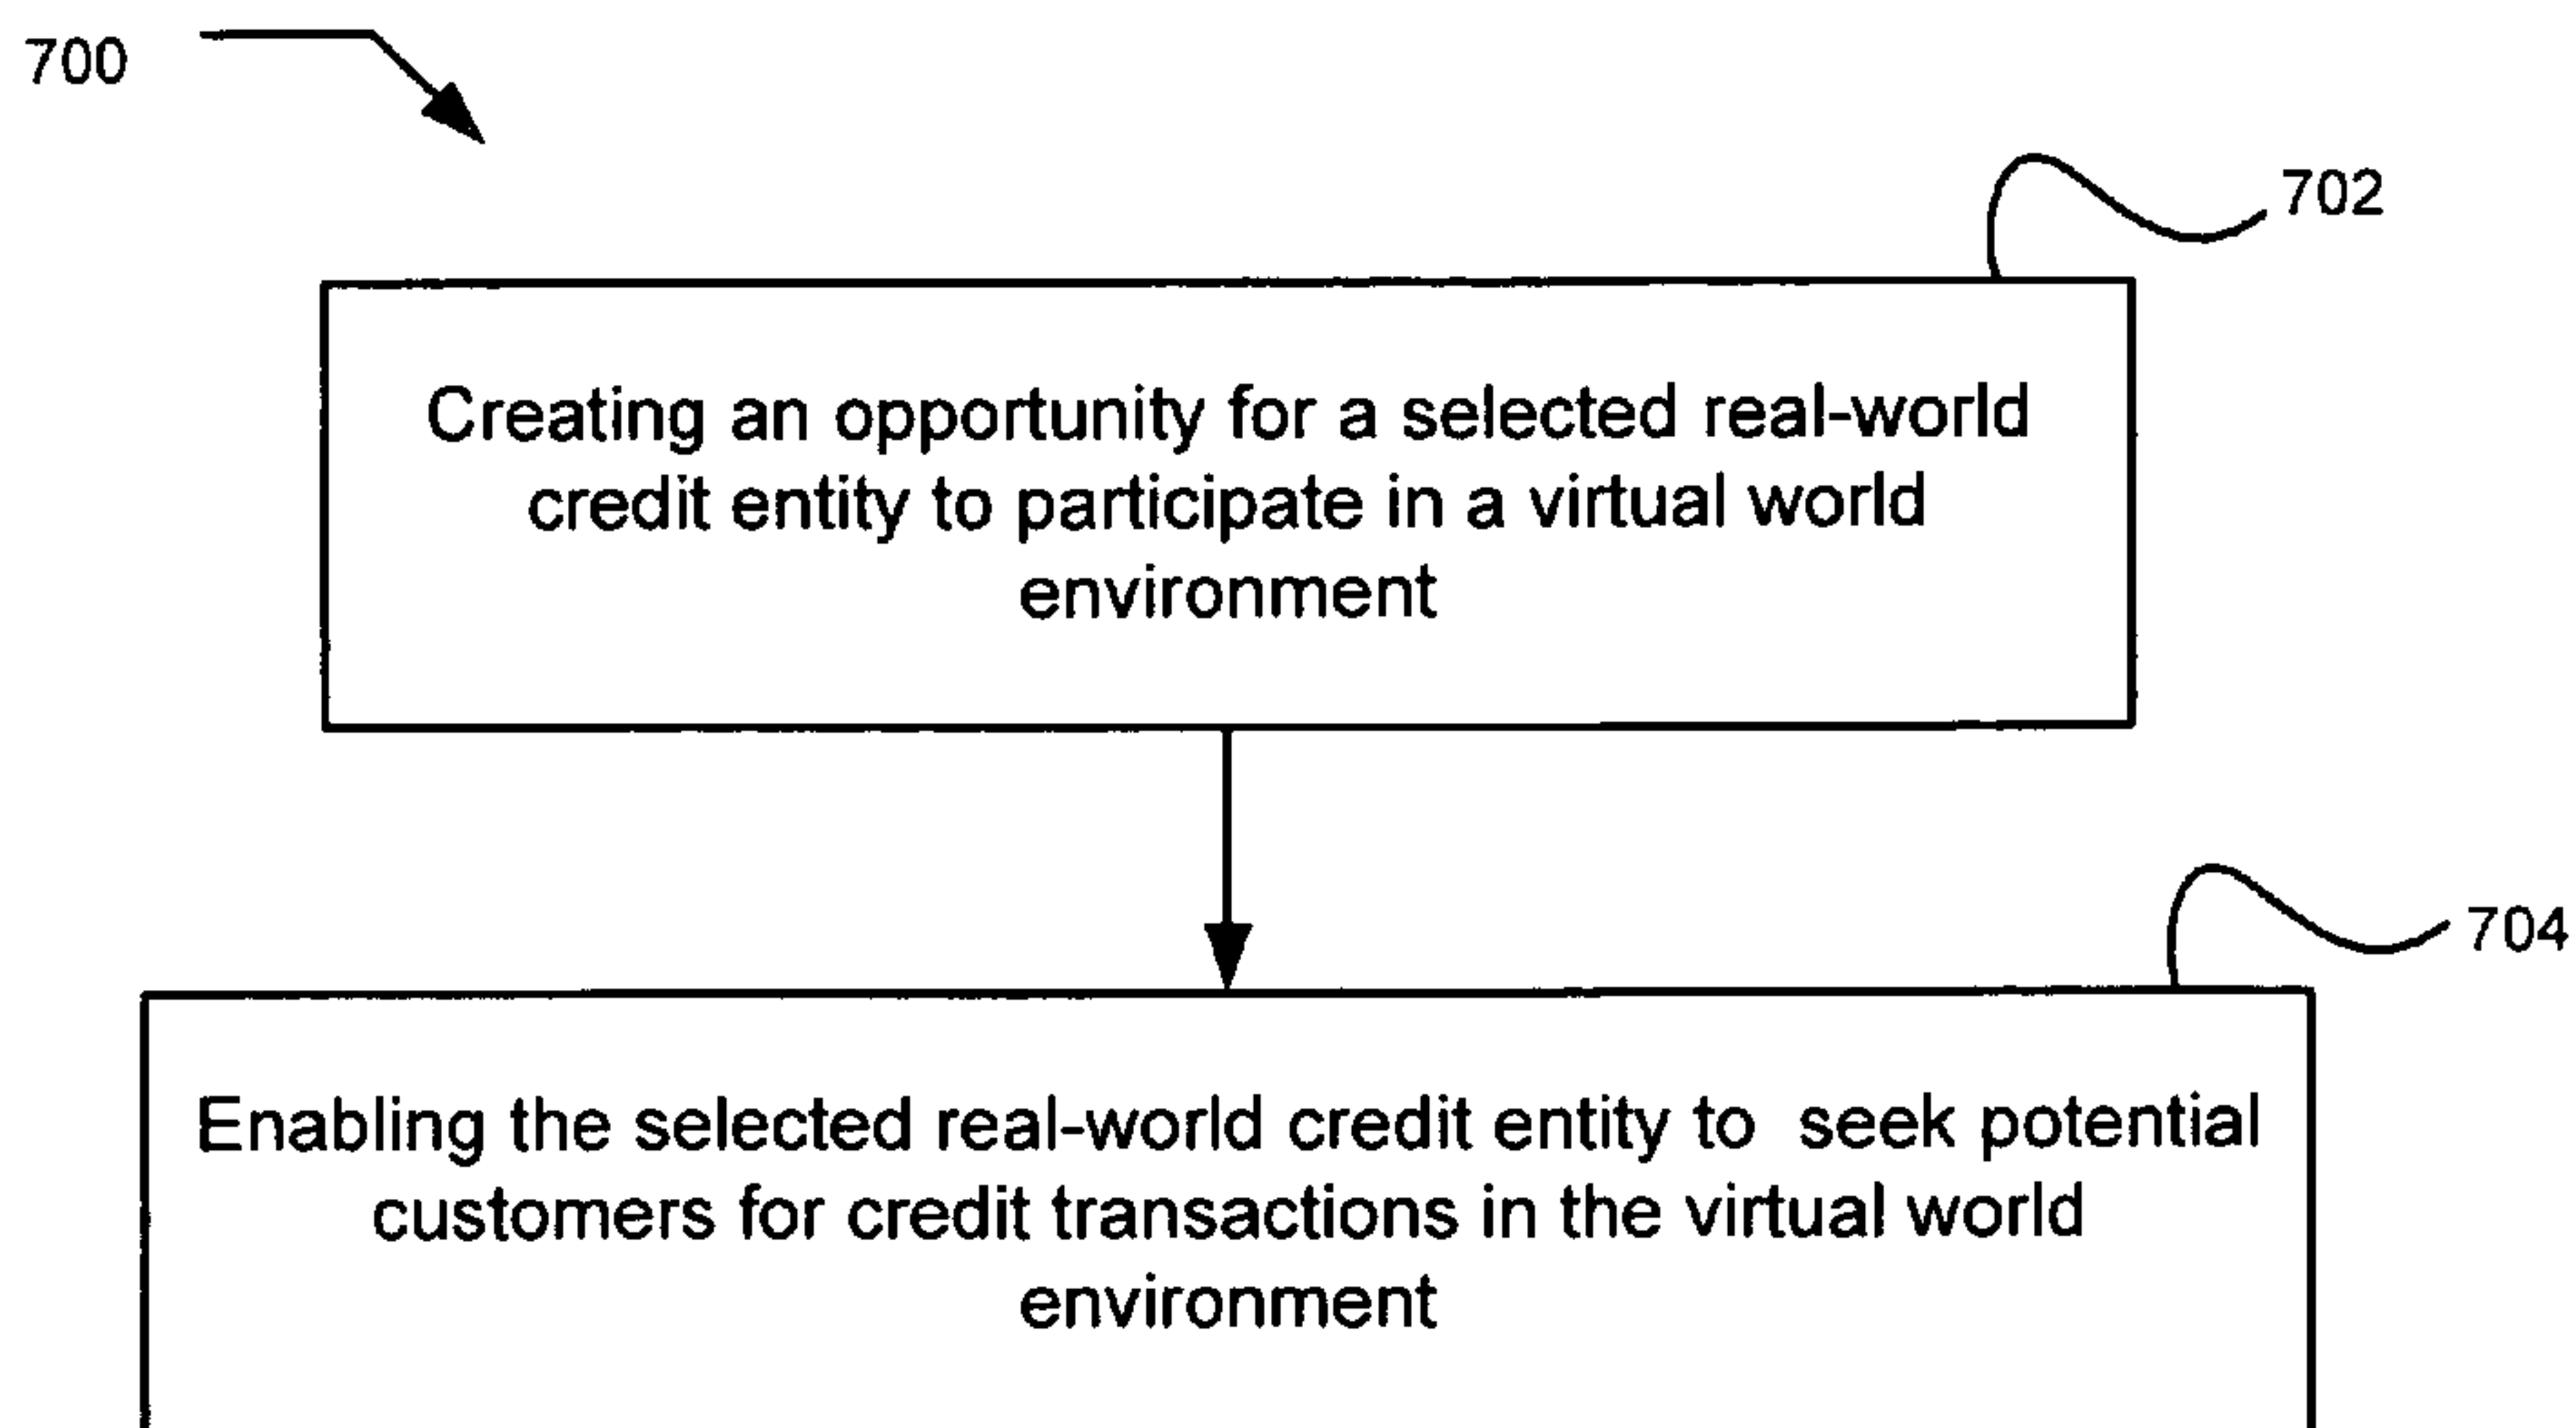 700
702
Creating an opportunity for a selected real-world
credit entity to participate in a virtual world
environment
704
Enabling the selected real-world credit entity to  seek potential
customers for credit transactions in the virtual world
environment